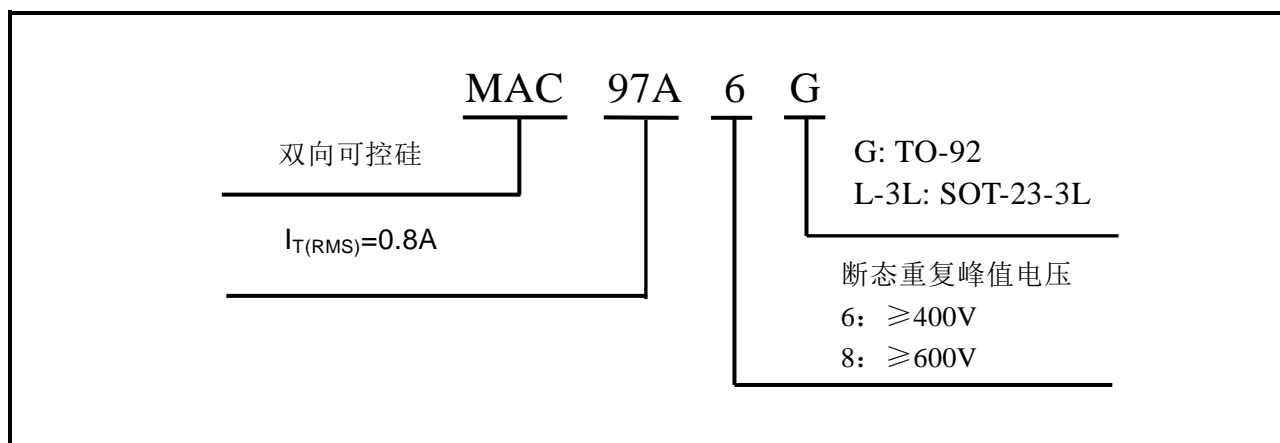 MAC 97A 6 G
双向可控硅
I_T(RMS)=0.8A
G: TO-92
L-3L: SOT-23-3L
断态重复峰值电压
6: ≥400V
8: ≥600V